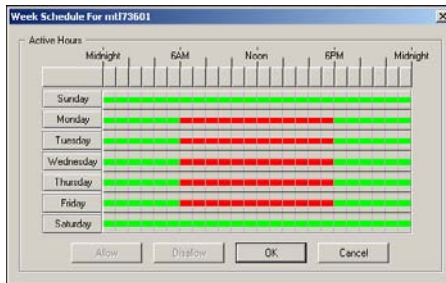 Week Schedule For mtl73601
Active Hours
Midnight 6AM Noon 6PM Midnight
Sunday
Monday
Tuesday
Wednesday
Thursday
Friday
Saturday
Allow Disallow OK Cancel